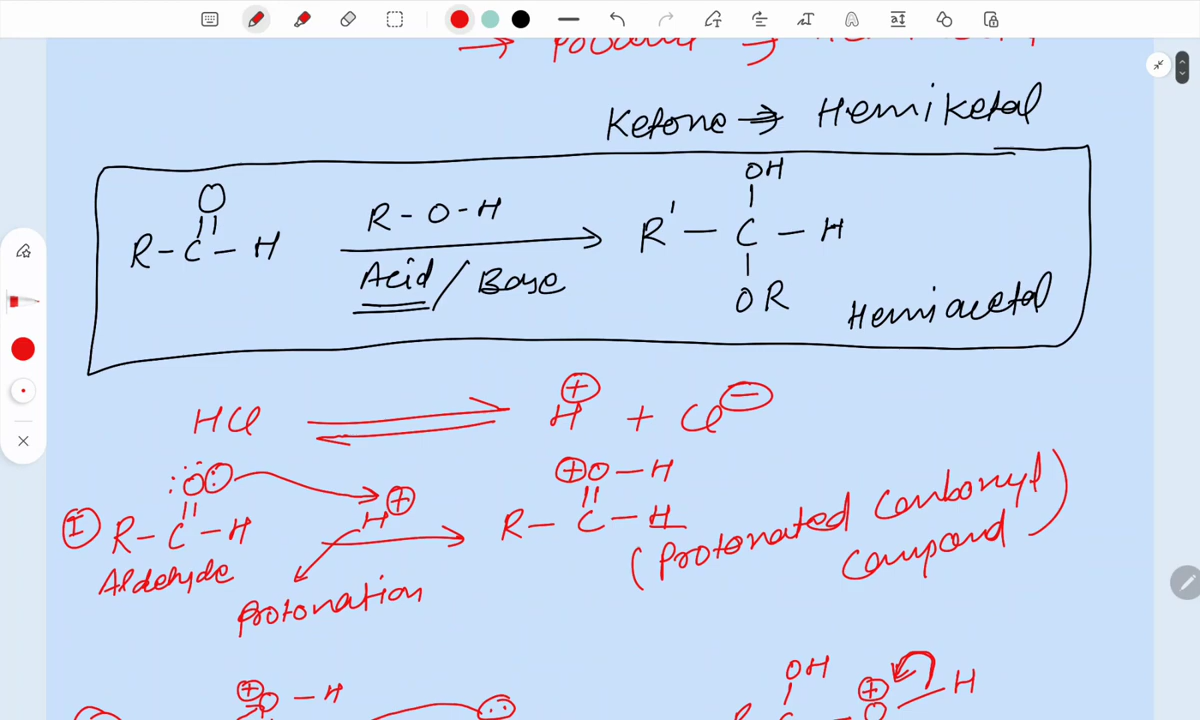 Ketone → Hemiketal
OH
O
R - O - H
R - C - H
R' - C - H
Acid / Base
OR
Hemiacetal
HCl ⇌ H⊕ + Cl⊖
:O:
H⊕
⊕O - H
Ⓘ R - C - H
R - C - H
(Protonated Carbonyl
Compound)
Aldehyde
Protonation
OH
⊕O - H
⊕
H